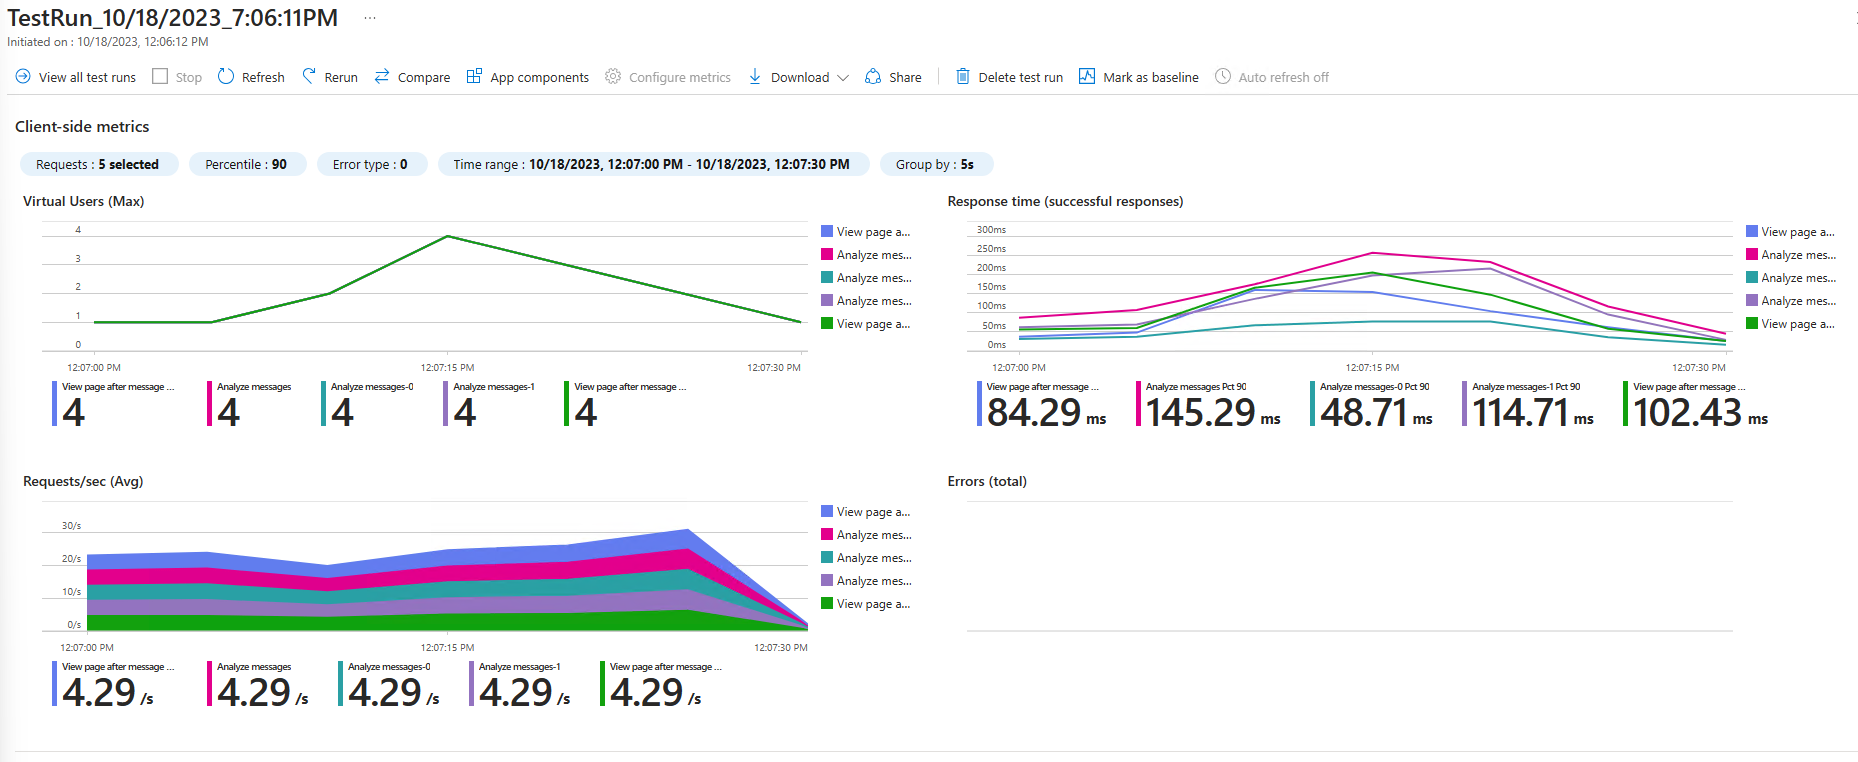 TestRun_10/18/2023_7:06:11PM ...
Initiated on : 10/18/2023, 12:06:12 PM
View all test runs Stop Refresh Rerun Compare App components Configure metrics Download Share Delete test run Mark as baseline Auto refresh off
Client-side metrics
Requests : 5 selected Percentile : 90 Error type : 0 Time range : 10/18/2023, 12:07:00 PM - 10/18/2023, 12:07:30 PM Group by : 5s
Virtual Users (Max)
4
3
2
1
0
12:07:00 PM 12:07:15 PM 12:07:30 PM
View page a...
Analyze mes...
Analyze mes...
Analyze mes...
View page a...
View page after message ... Analyze messages Analyze messages-0 Analyze messages-1 View page after message ...
4 4 4 4 4
Response time (successful responses)
300ms
250ms
200ms
150ms
100ms
50ms
0ms
12:07:00 PM 12:07:15 PM 12:07:30 PM
View page a...
Analyze mes...
Analyze mes...
Analyze mes...
View page a...
View page after message ... Analyze messages Pct 90 Analyze messages-0 Pct 90 Analyze messages-1 Pct 90 View page after message ...
84.29 ms 145.29 ms 48.71 ms 114.71 ms 102.43 ms
Requests/sec (Avg)
30/s
20/s
10/s
0/s
12:07:00 PM 12:07:15 PM 12:07:30 PM
View page a...
Analyze mes...
Analyze mes...
Analyze mes...
View page a...
View page after message ... Analyze messages Analyze messages-0 Analyze messages-1 View page after message ...
4.29 /s 4.29 /s 4.29 /s 4.29 /s 4.29 /s
Errors (total)